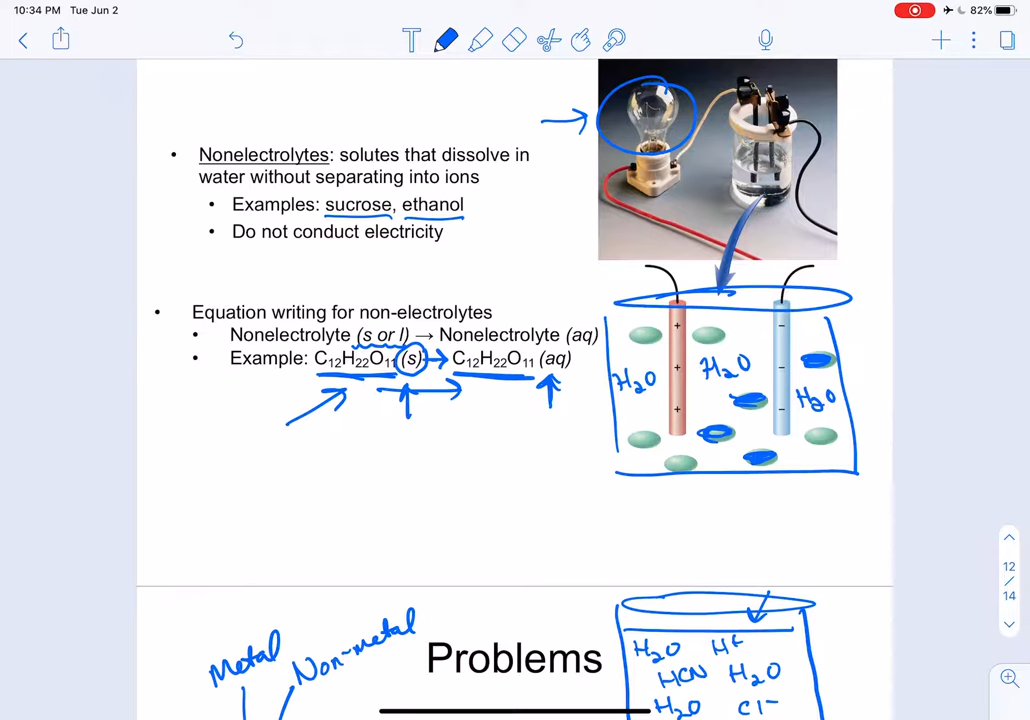 10:34 PM Tue Jun 2
82%
• Nonelectrolytes: solutes that dissolve in
water without separating into ions
• Examples: sucrose, ethanol
• Do not conduct electricity
• Equation writing for non-electrolytes
• Nonelectrolyte (s or l) → Nonelectrolyte (aq)
• Example: C₁₂H₂₂O₁₁ (s) → C₁₂H₂₂O₁₁ (aq)
+ −
+ −
+ −
H₂O H₂O H₂O
12
/
14
Metal Non-metal
Problems
H₂O H+
HCN H₂O
H₂O Cl−